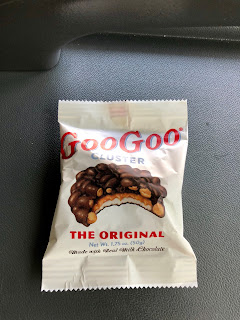 GooGoo®
CLUSTER
THE ORIGINAL
Net Wt. 1.75 oz. (50g)
Made with Real Milk Chocolate